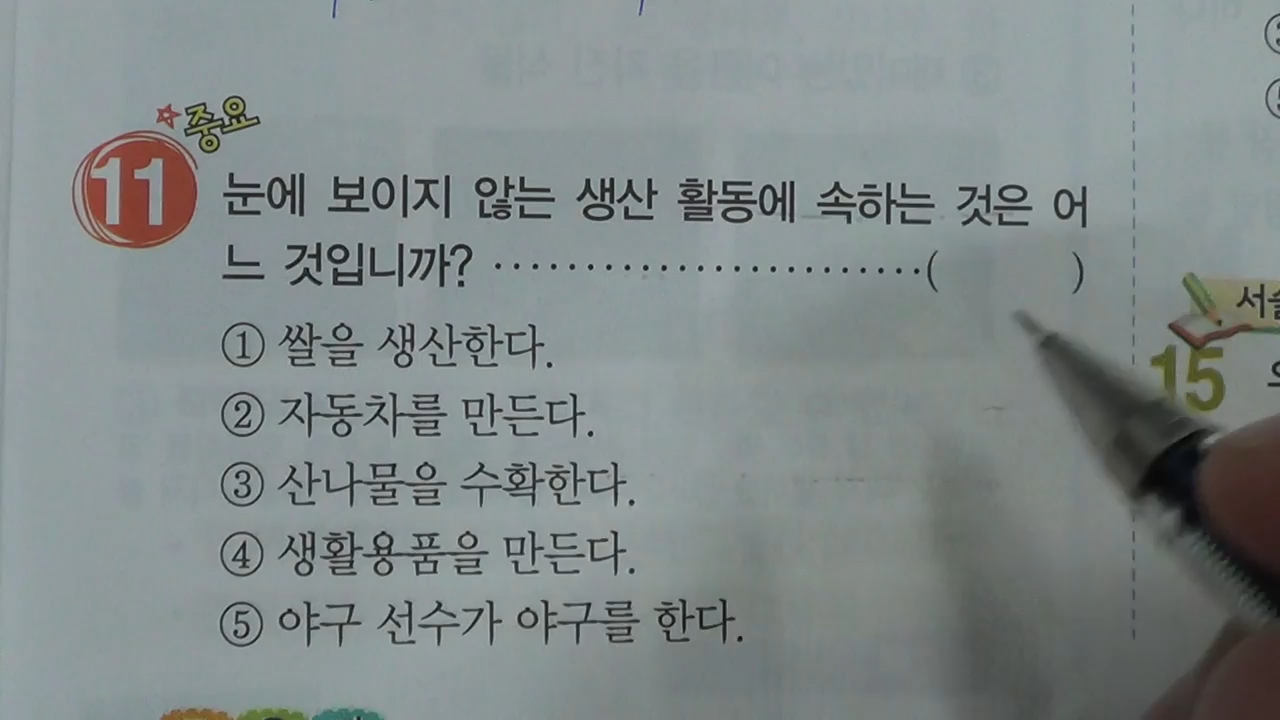 중요
11 눈에 보이지 않는 생산 활동에 속하는 것은 어
느 것입니까? ························( )
① 쌀을 생산한다.
② 자동차를 만든다.
③ 산나물을 수확한다.
④ 생활용품을 만든다.
⑤ 야구 선수가 야구를 한다.
15